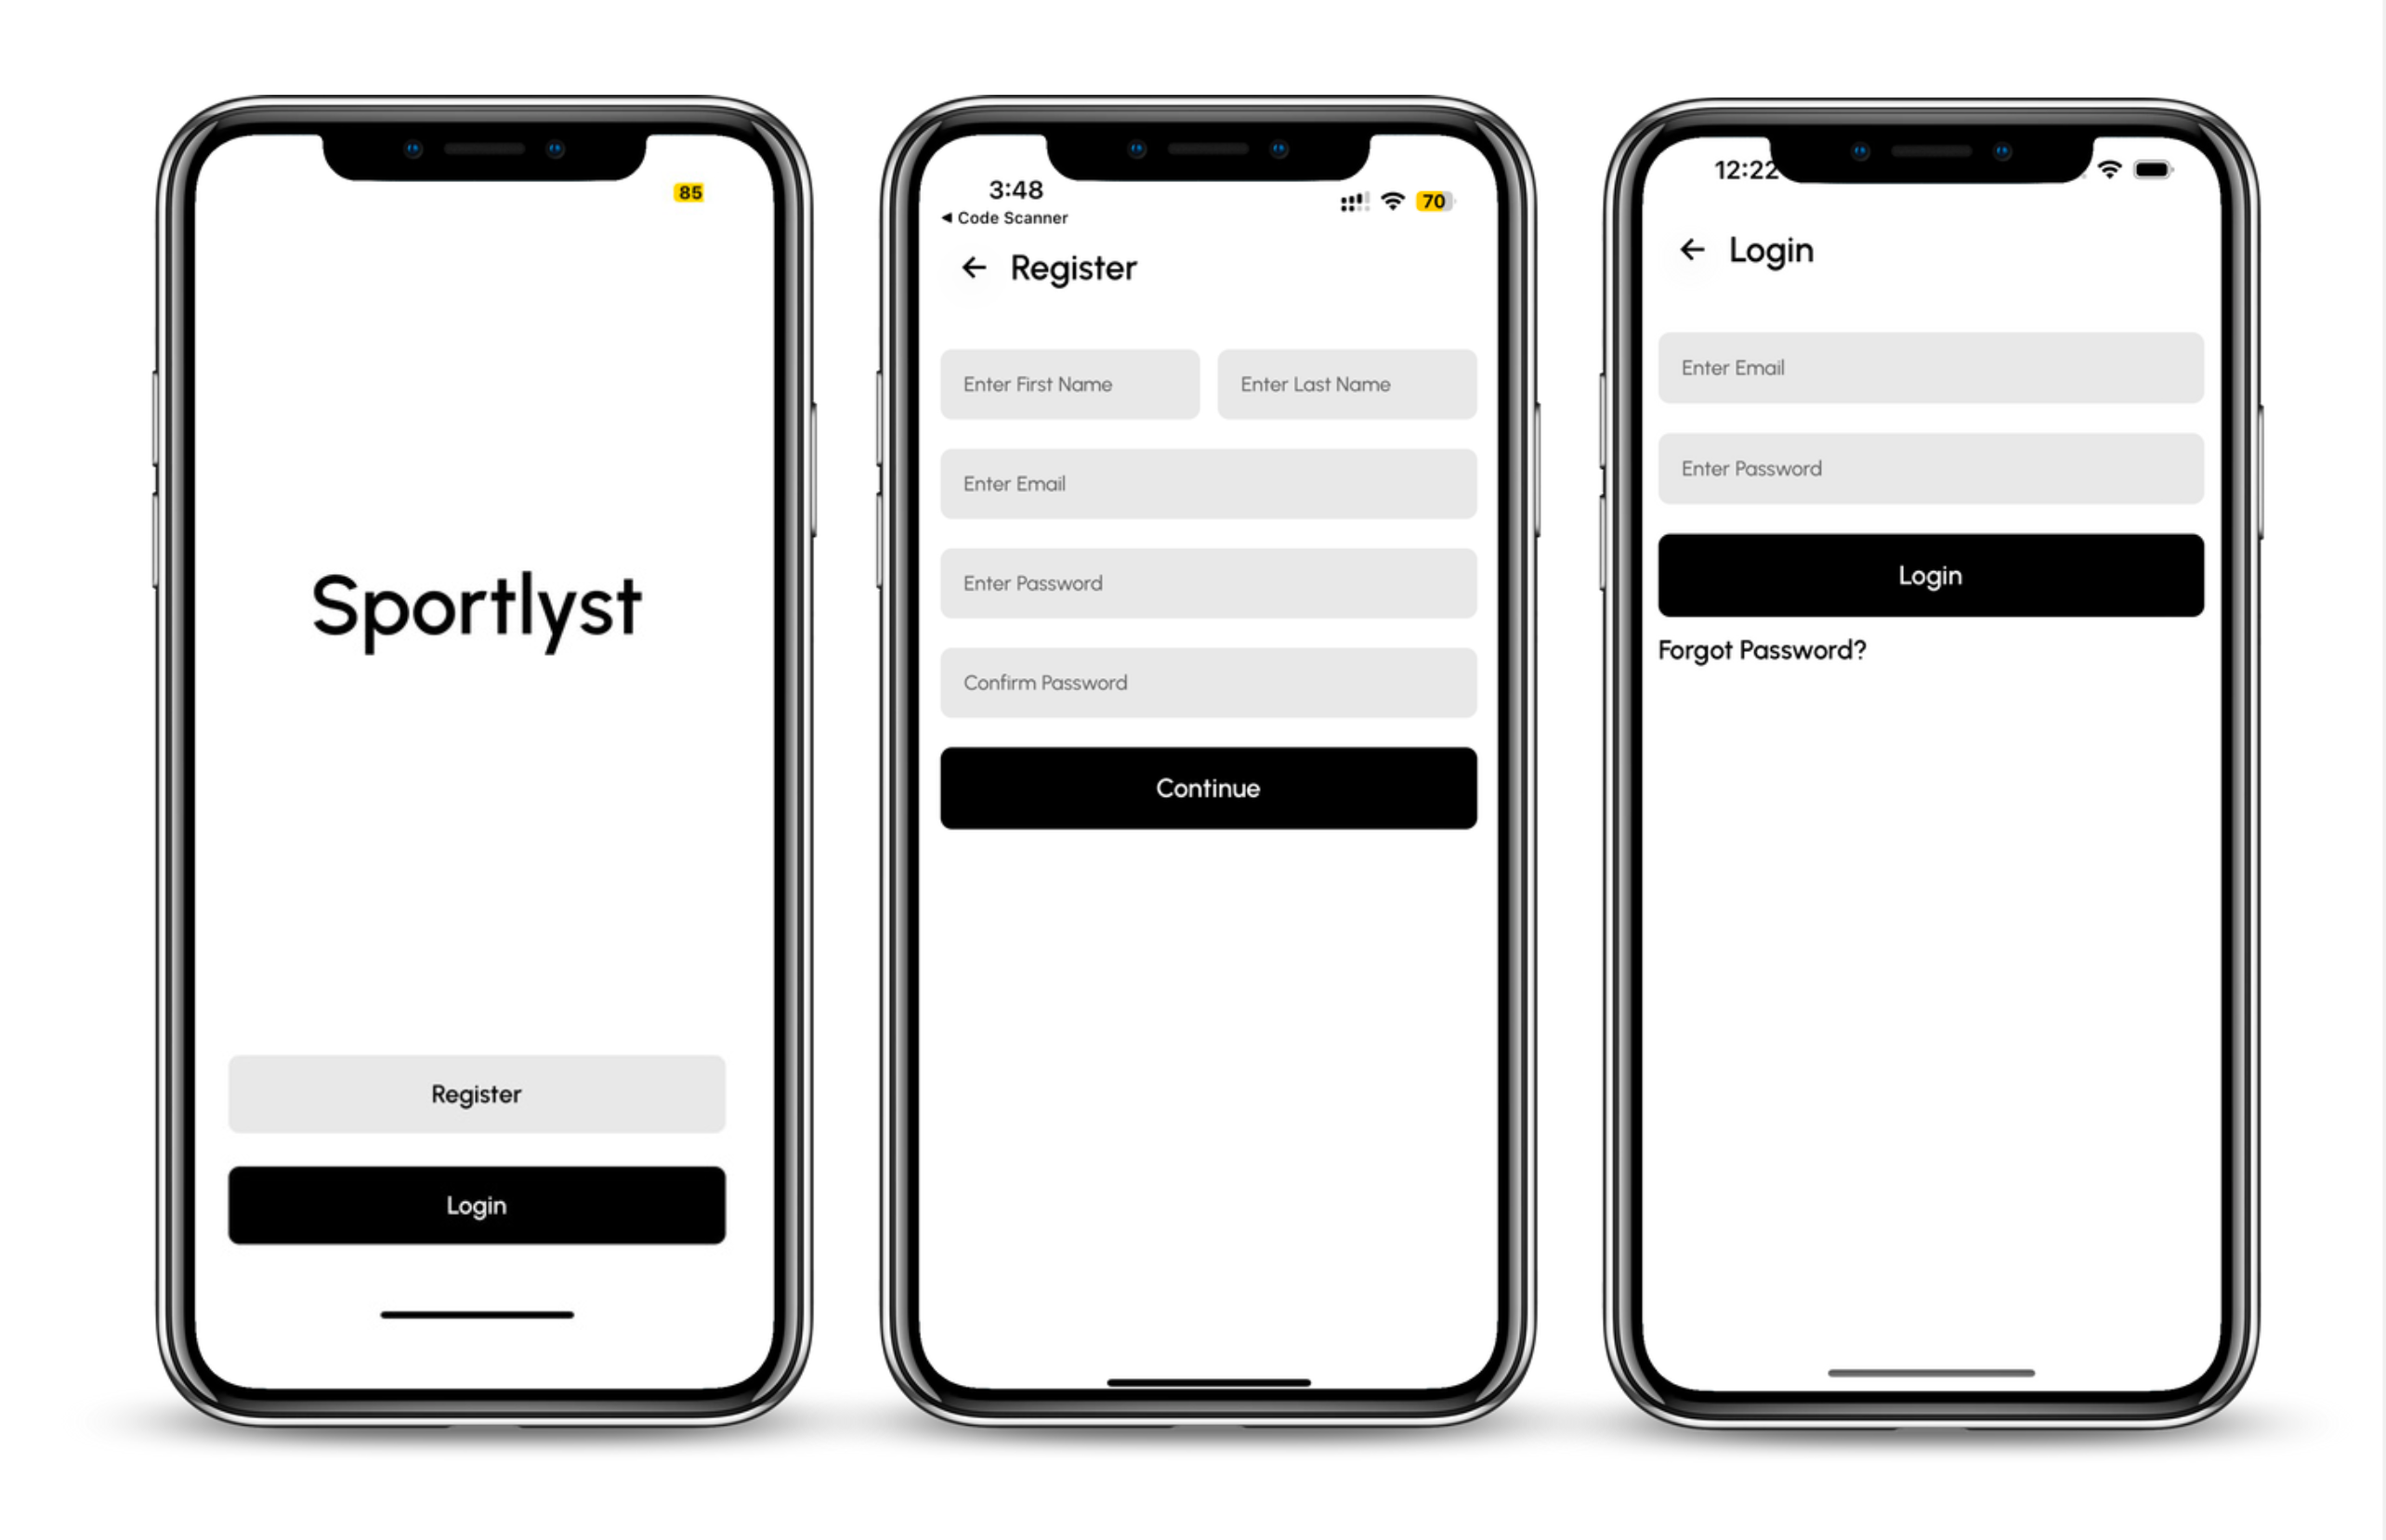 85
Sportlyst
Register
Login
3:48
◀ Code Scanner
70
← Register
Enter First Name Enter Last Name
Enter Email
Enter Password
Confirm Password
Continue
12:22
← Login
Enter Email
Enter Password
Login
Forgot Password?